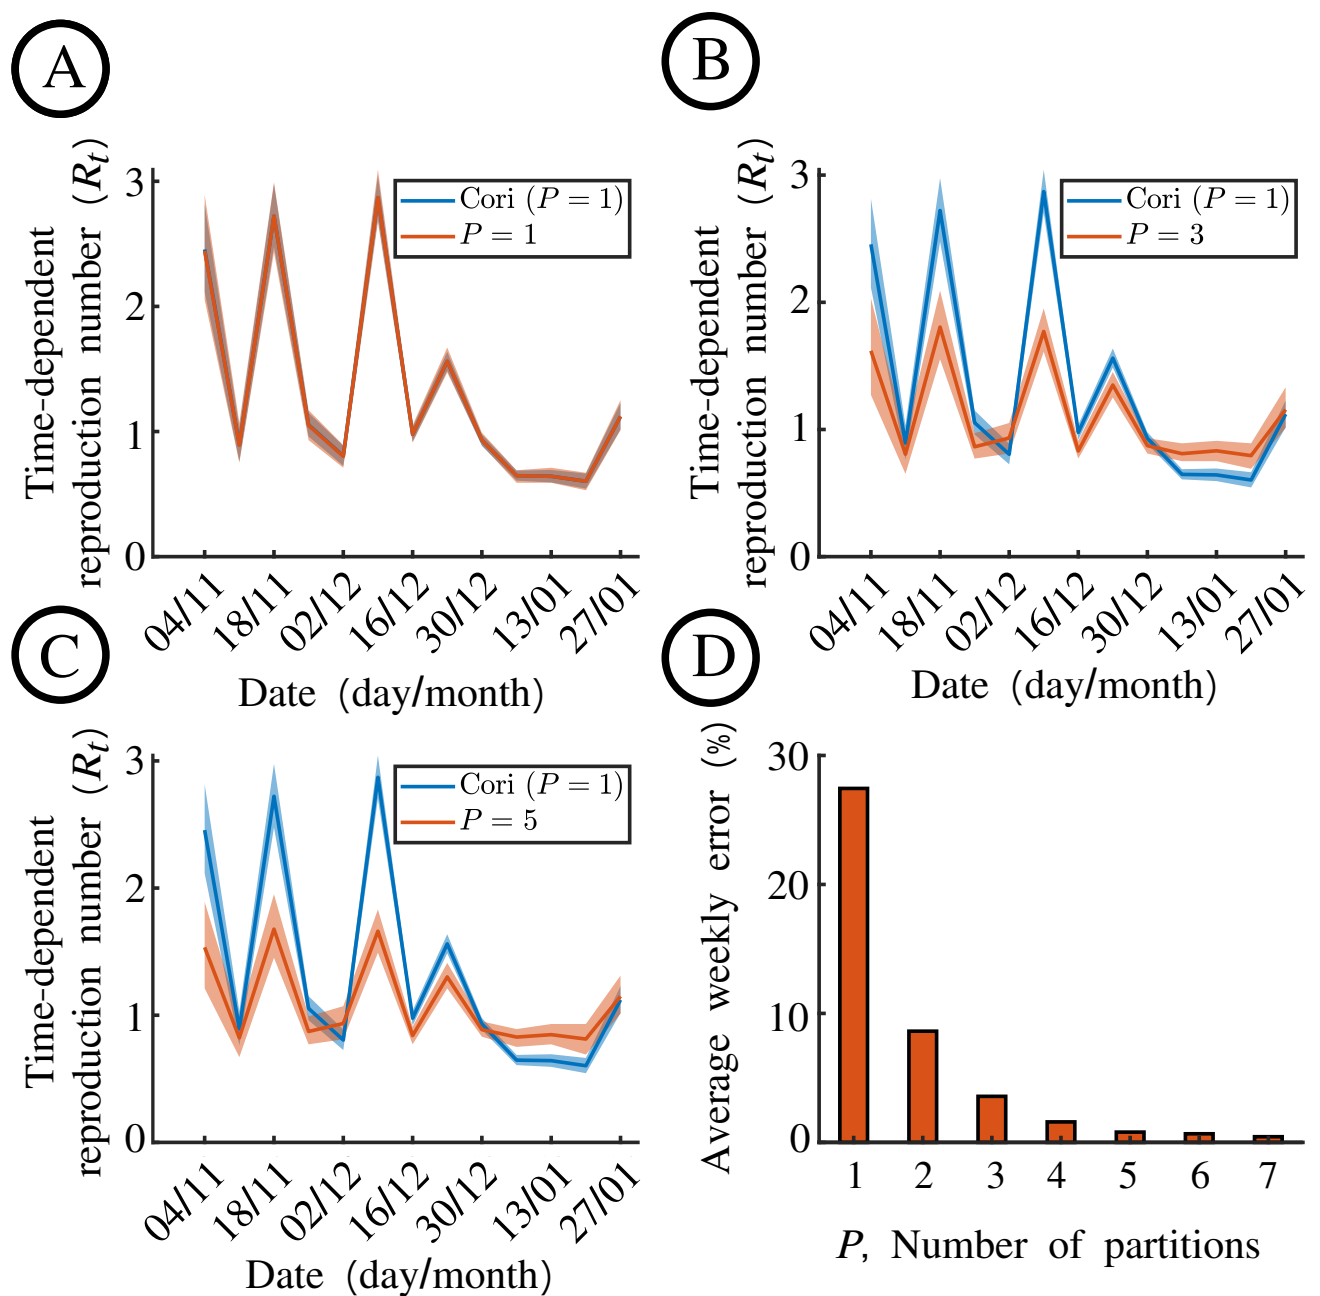 A
Time-dependent
reproduction number (R_t)
3
2
1
0
Cori (P = 1)
P = 1
04/11
18/11
02/12
16/12
30/12
13/01
27/01
Date (day/month)
B
Time-dependent
reproduction number (R_t)
3
2
1
0
Cori (P = 1)
P = 3
04/11
18/11
02/12
16/12
30/12
13/01
27/01
Date (day/month)
C
Time-dependent
reproduction number (R_t)
3
2
1
0
Cori (P = 1)
P = 5
04/11
18/11
02/12
16/12
30/12
13/01
27/01
Date (day/month)
D
Average weekly error (%)
30
20
10
0
1 2 3 4 5 6 7
P, Number of partitions